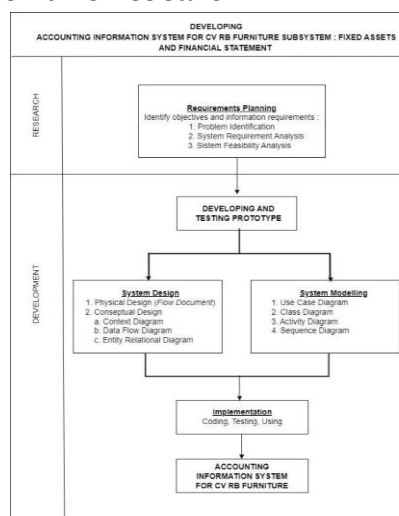 DEVELOPING
ACCOUNTING INFORMATION SYSTEM FOR CV RB FURNITURE SUBSYSTEM : FIXED ASSETS
AND FINANCIAL STATEMENT
RESEARCH
Requirements Planning
Identify objectives and information requirements :
1. Problem Identification
2. System Requirement Analysis
3. Sistem Feasibility Analysis
DEVELOPMENT
DEVELOPING AND
TESTING PROTOTYPE
System Design
1. Physical Design (Flow Document)
2. Conseptual Design
a. Context Diagram
b. Data Flow Diagram
c. Entity Relational Diagram
System Modelling
1. Use Case Diagram
2. Class Diagram
3. Activity Diagram
4. Sequence Diagram
Implementation
Coding, Testing, Using
ACCOUNTING
INFORMATION SYSTEM
FOR CV RB FURNITURE